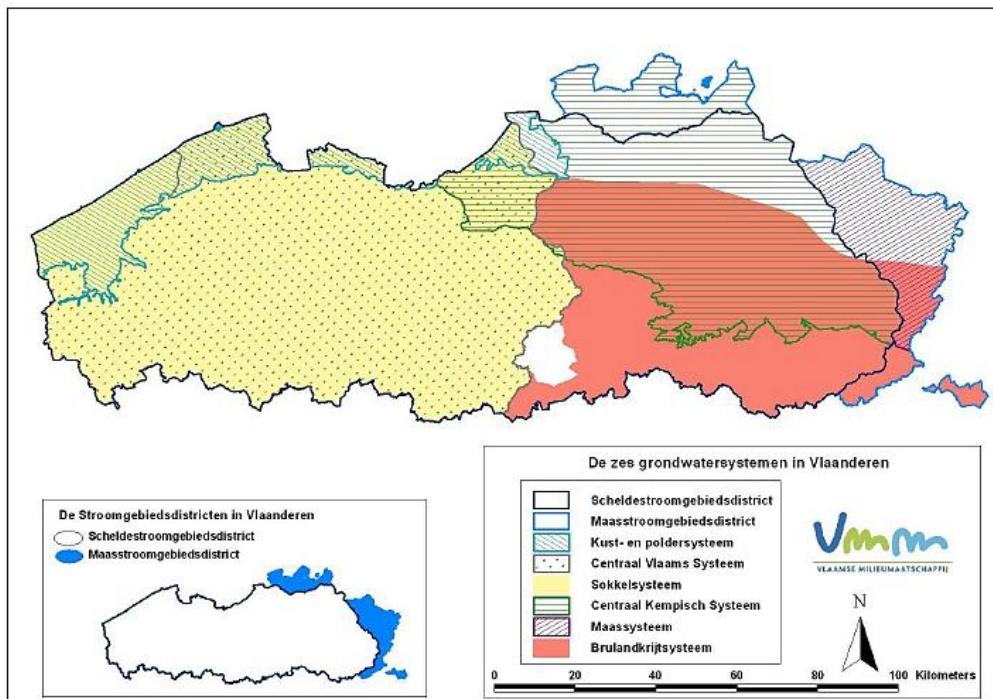 De zes grondwatersystemen in Vlaanderen
Scheldestroomgebiedsdistrict
Maasstroomgebiedsdistrict
Kust- en poldersysteem
Centraal Vlaams Systeem
Sokkelsysteem
Centraal Kempisch Systeem
Maassysteem
Brulandkrijtsysteem
Vmm
VLAAMSE MILIEUMAATSCHAPPIJ
N
0 20 40 60 80 100 Kilometers
De Stroomgebiedsdistricten in Vlaanderen
Scheldestroomgebiedsdistrict
Maasstroomgebiedsdistrict